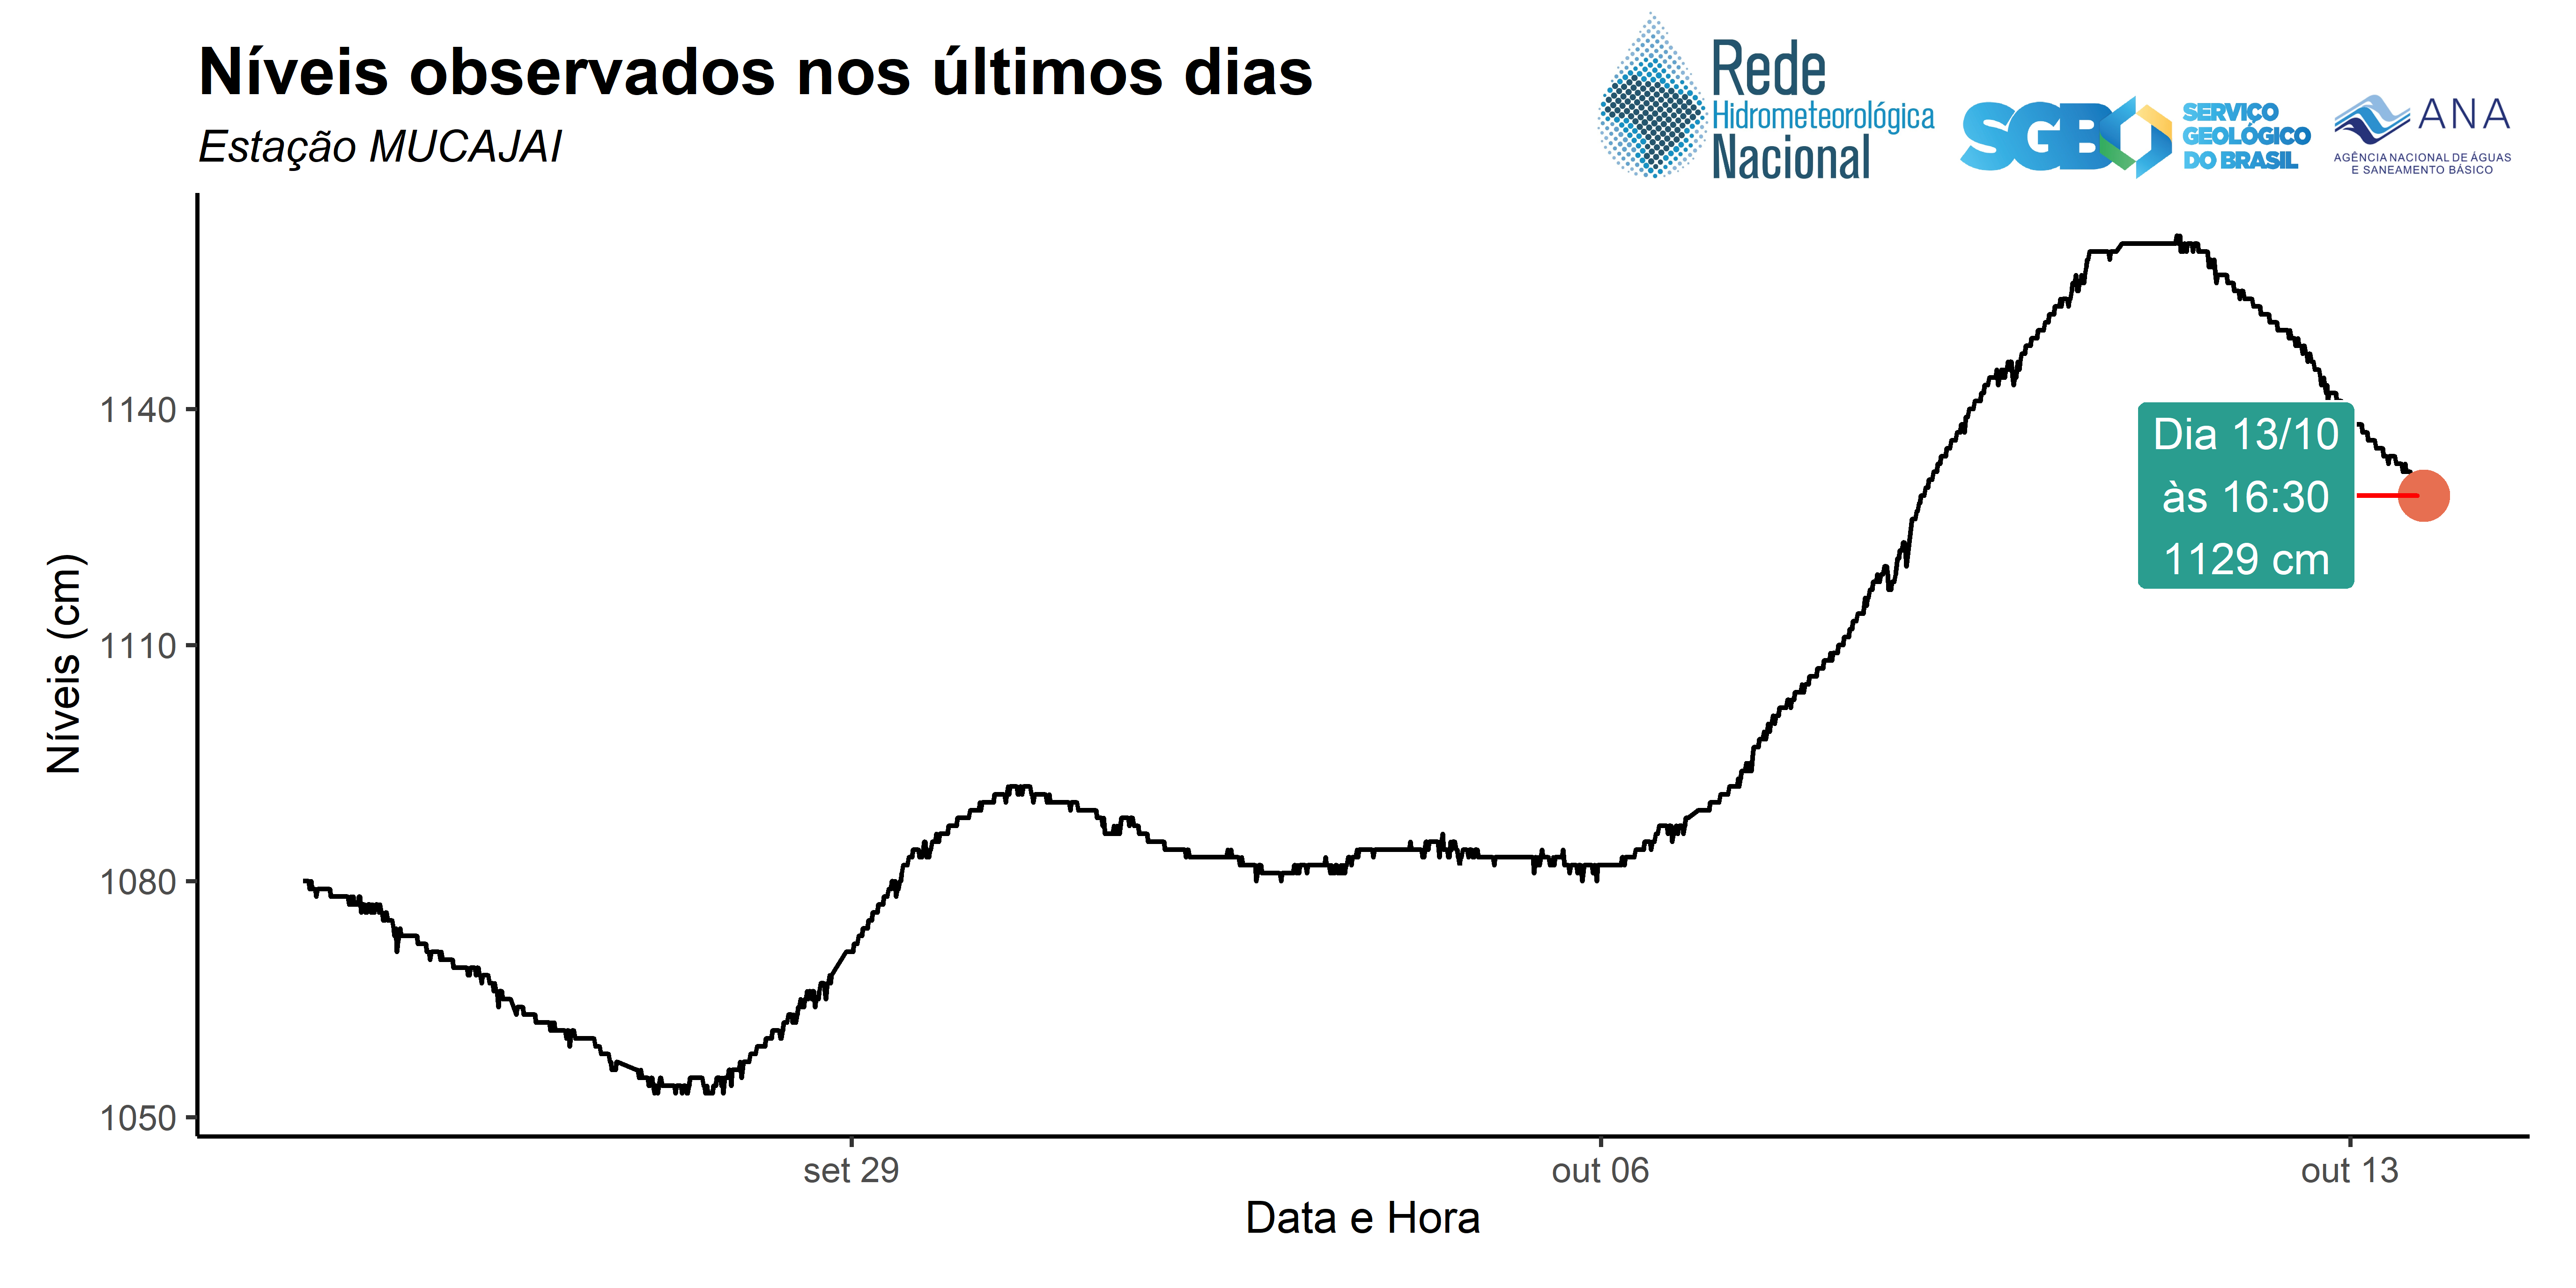 Níveis observados nos últimos dias
Estação MUCAJAI
Rede
Hidrometeorológica
Nacional
SGB
SERVIÇO
GEOLÓGICO
DO BRASIL
ANA
AGÊNCIA NACIONAL DE ÁGUAS
E SANEAMENTO BÁSICO
Níveis (cm)
1140
1110
1080
1050
Dia 13/10
às 16:30
1129 cm
set 29
out 06
out 13
Data e Hora